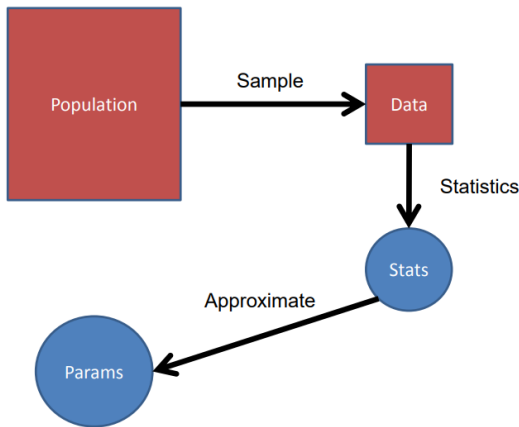 Sample
Population
Data
Statistics
Stats
Approximate
Params